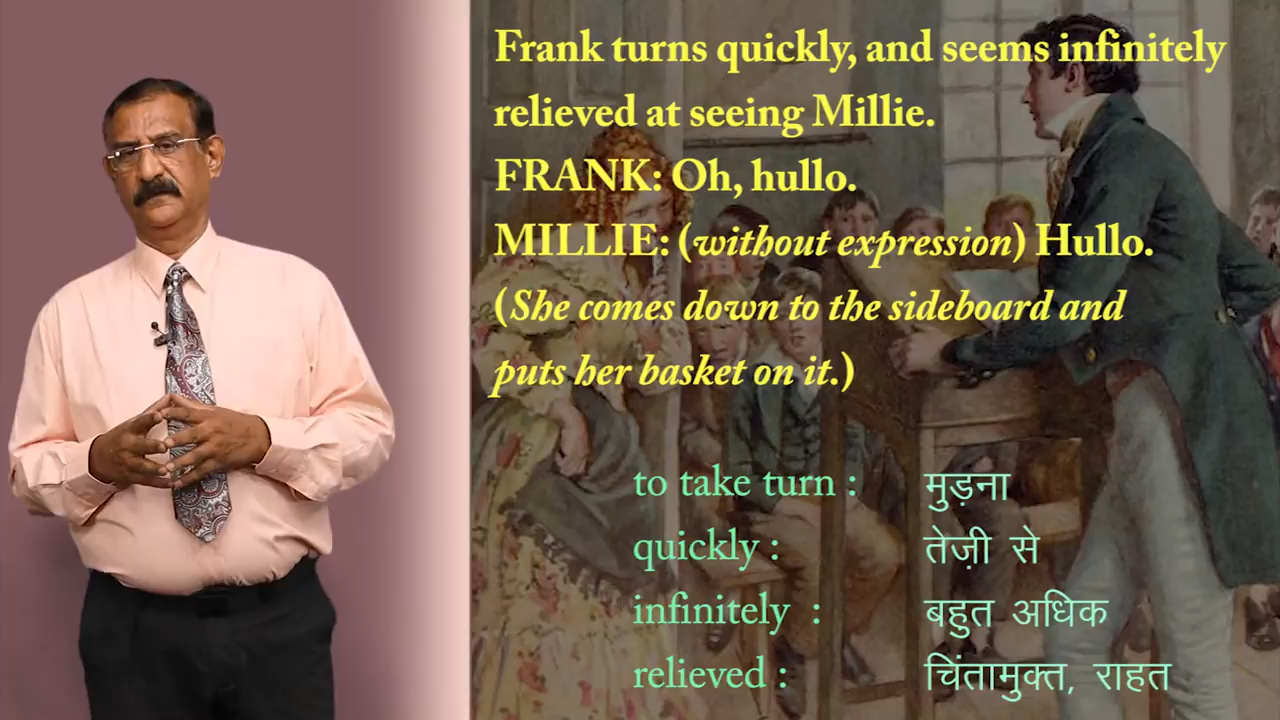 Frank turns quickly, and seems infinitely
relieved at seeing Millie.
FRANK: Oh, hullo.
MILLIE: (without expression) Hullo.
(She comes down to the sideboard and
puts her basket on it.)
to take turn : मुड़ना
quickly : तेज़ी से
infinitely : बहुत अधिक
relieved : चिंतामुक्त, राहत